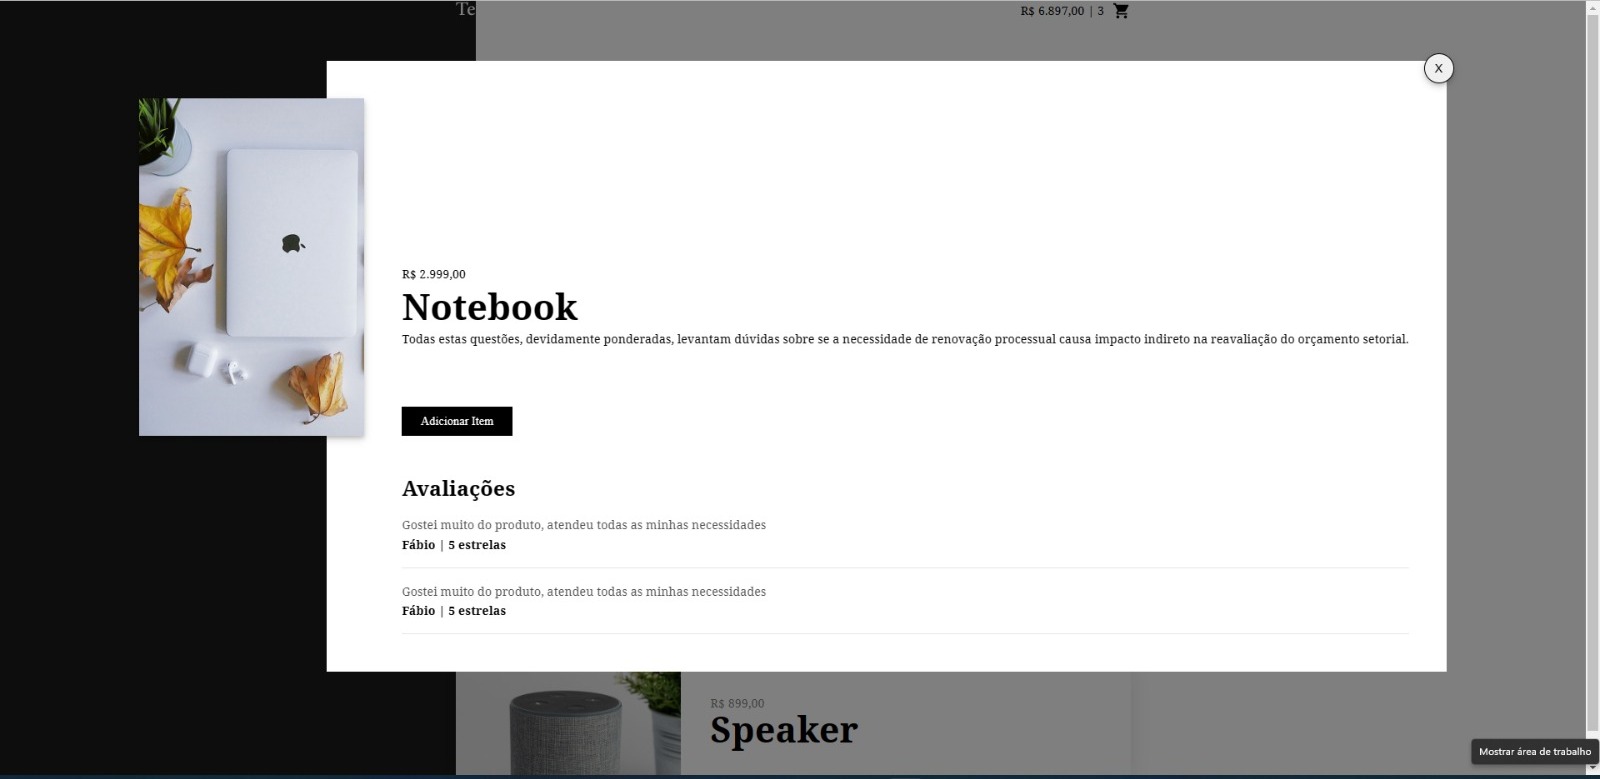 Te
R$ 6.897,00 | 3
X
R$ 2.999,00
Notebook
Todas estas questões, devidamente ponderadas, levantam dúvidas sobre se a necessidade de renovação processual causa impacto indireto na reavaliação do orçamento setorial.
Adicionar Item
Avaliações
Gostei muito do produto, atendeu todas as minhas necessidades
Fábio | 5 estrelas
Gostei muito do produto, atendeu todas as minhas necessidades
Fábio | 5 estrelas
R$ 899,00
Speaker
Mostrar área de trabalho